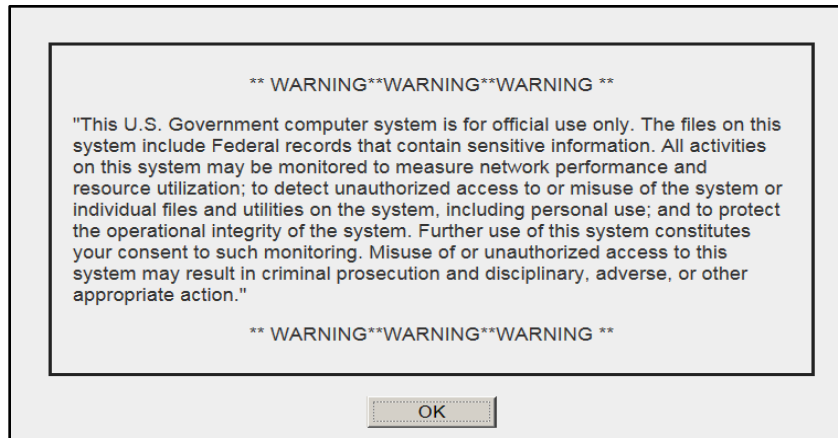 ** WARNING**WARNING**WARNING **
"This U.S. Government computer system is for official use only. The files on this
system include Federal records that contain sensitive information. All activities
on this system may be monitored to measure network performance and
resource utilization; to detect unauthorized access to or misuse of the system or
individual files and utilities on the system, including personal use; and to protect
the operational integrity of the system. Further use of this system constitutes
your consent to such monitoring. Misuse of or unauthorized access to this
system may result in criminal prosecution and disciplinary, adverse, or other
appropriate action."
** WARNING**WARNING**WARNING **
OK